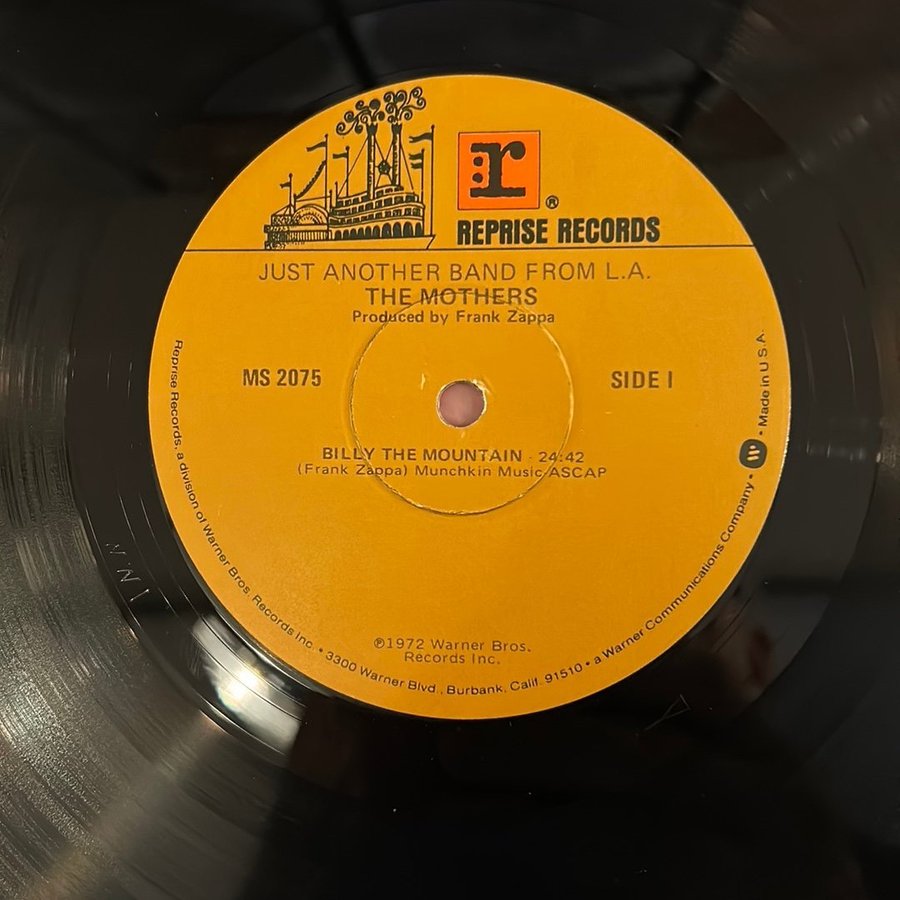 :r
®
REPRISE RECORDS
JUST ANOTHER BAND FROM L.A.
THE MOTHERS
Produced by Frank Zappa
MS 2075
SIDE 1
BILLY THE MOUNTAIN - 24:42
(Frank Zappa) Munchkin Music-ASCAP
℗1972 Warner Bros.
Records Inc.
Reprise Records, a division of Warner Bros. Records Inc. • 3300 Warner Blvd., Burbank, Calif. 91510 • a Warner Communications Company • W • Made in U.S.A.